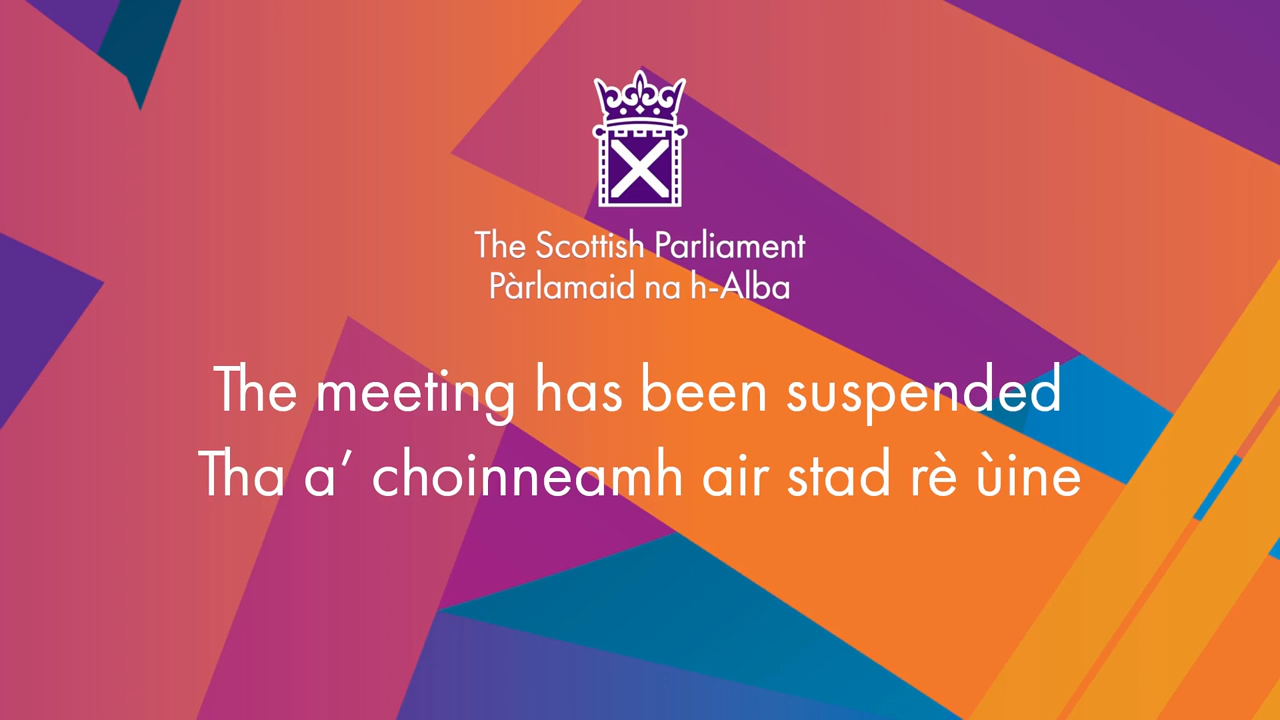 The Scottish Parliament
Pàrlamaid na h-Alba
The meeting has been suspended
Tha a’ choinneamh air stad rè ùine